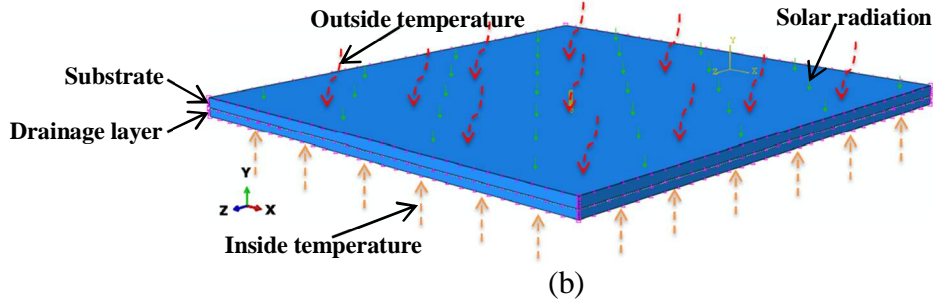 Outside temperature
Solar radiation
Substrate
Drainage layer
Inside temperature
Y
Z
X
Y
Z
X
(b)